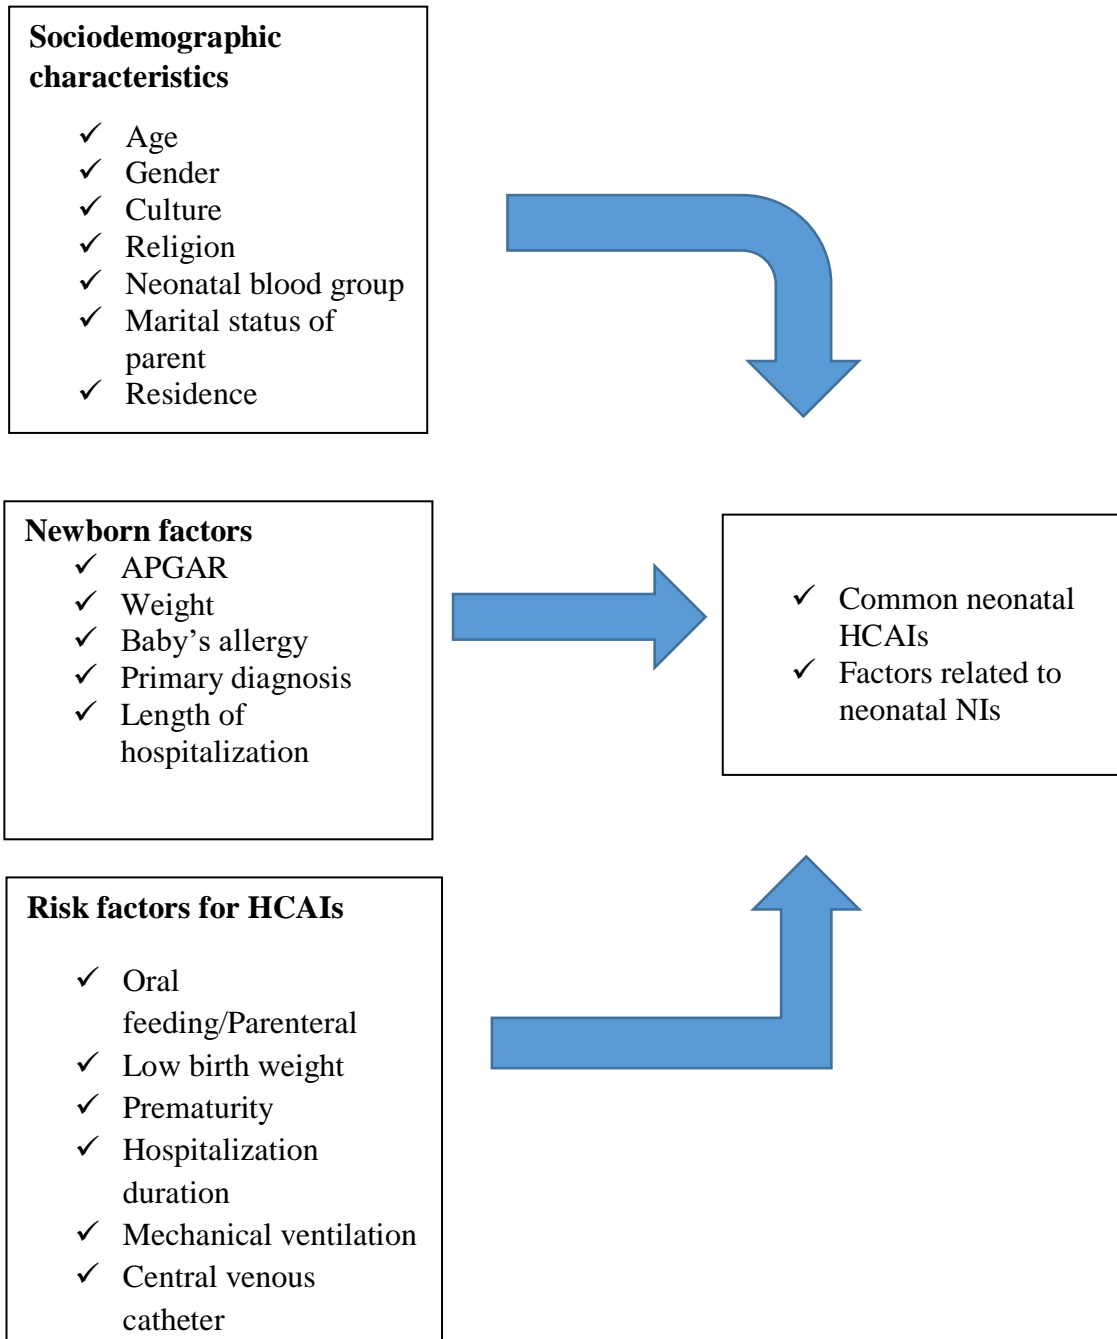 Sociodemographic
characteristics
✓ Age
✓ Gender
✓ Culture
✓ Religion
✓ Neonatal blood group
✓ Marital status of
parent
✓ Residence
Newborn factors
✓ APGAR
✓ Weight
✓ Baby’s allergy
✓ Primary diagnosis
✓ Length of
hospitalization
✓ Common neonatal
HCAIs
✓ Factors related to
neonatal NIs
Risk factors for HCAIs
✓ Oral
feeding/Parenteral
✓ Low birth weight
✓ Prematurity
✓ Hospitalization
duration
✓ Mechanical ventilation
✓ Central venous
catheter